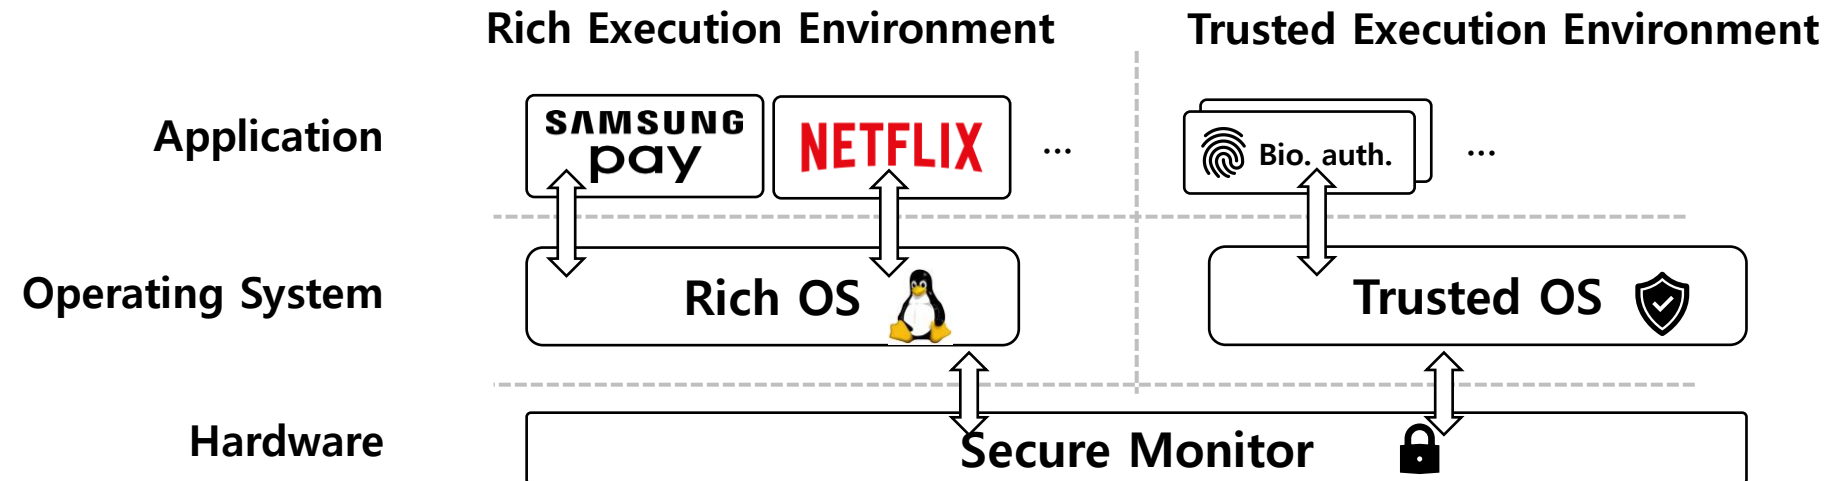 Rich Execution Environment
Trusted Execution Environment
Application
SAMSUNG
pay
NETFLIX
...
Bio. auth.
...
Operating System
Rich OS
Trusted OS
Hardware
Secure Monitor